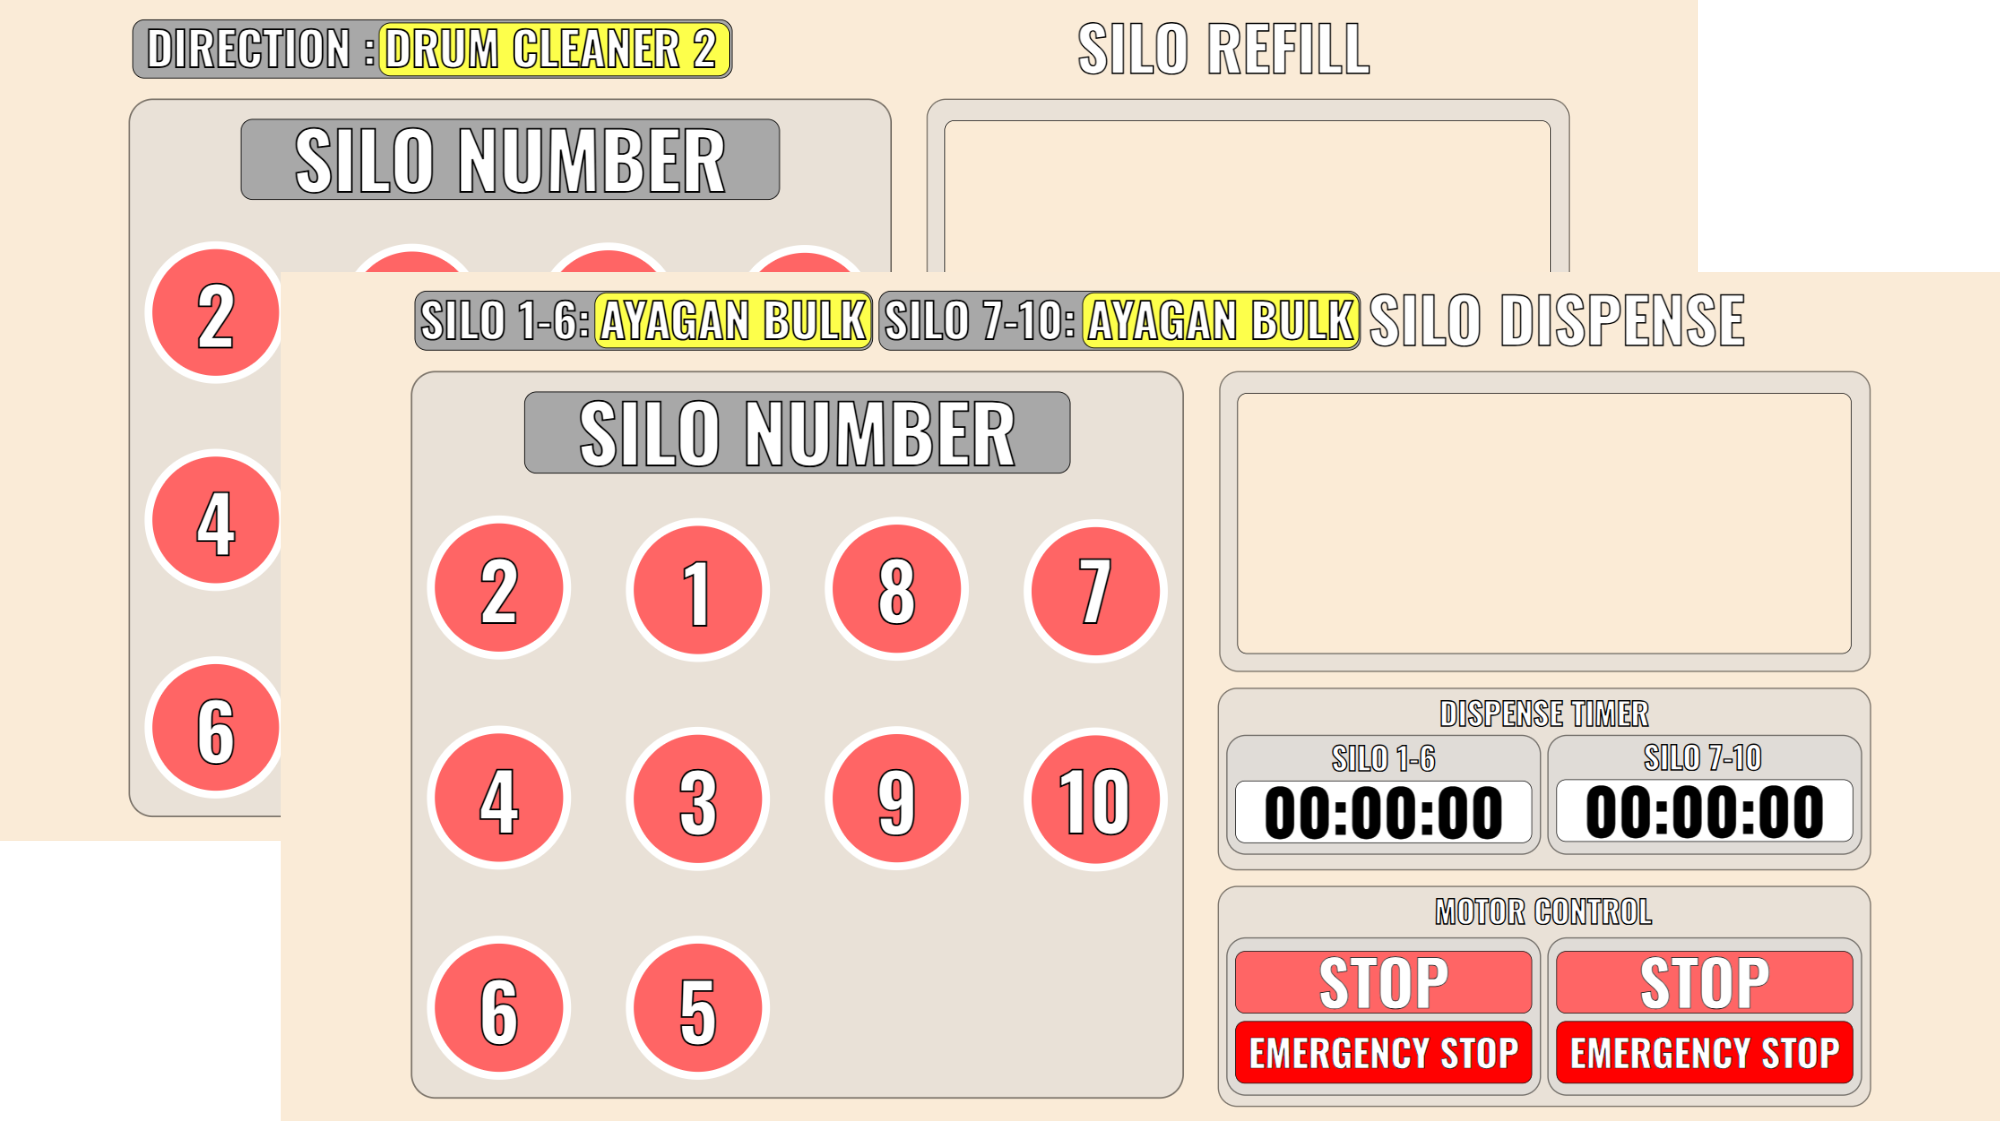 DIRECTION : DRUM CLEANER 2
SILO REFILL
SILO NUMBER
2
4
6
SILO 1-6: AYAGAN BULK SILO 7-10: AYAGAN BULK SILO DISPENSE
SILO NUMBER
2 1 8 7
4 3 9 10
6 5
DISPENSE TIMER
SILO 1-6 SILO 7-10
00:00:00 00:00:00
MOTOR CONTROL
STOP STOP
EMERGENCY STOP EMERGENCY STOP